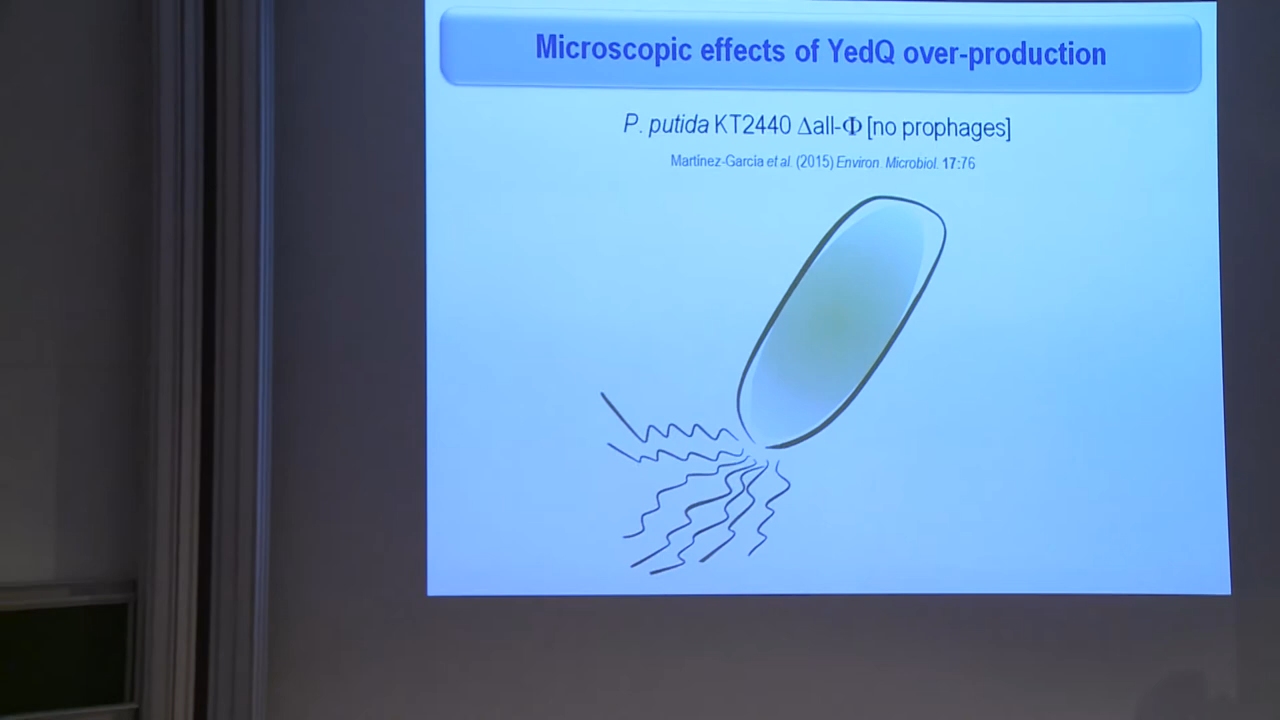 Microscopic effects of YedQ over-production
P. putida KT2440 Δall-Φ [no prophages]
Martínez-García et al. (2015) Environ. Microbiol. 17:76